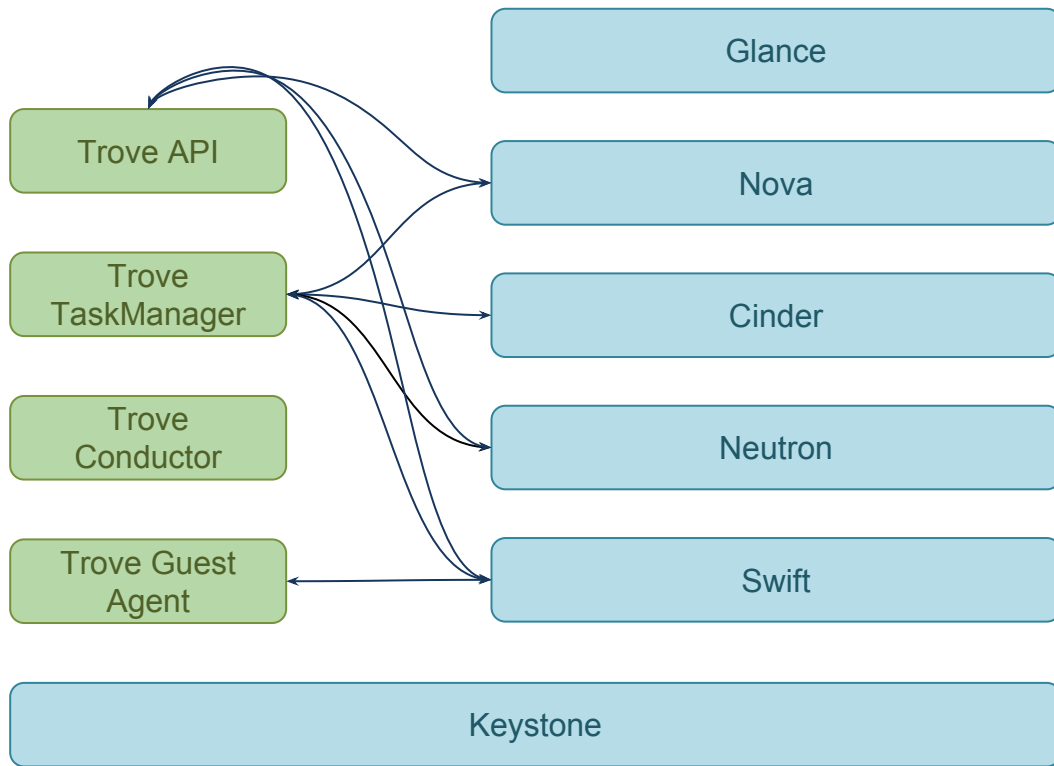 Glance
Trove API
Nova
Trove
TaskManager
Cinder
Trove
Conductor
Neutron
Trove Guest
Agent
Swift
Keystone